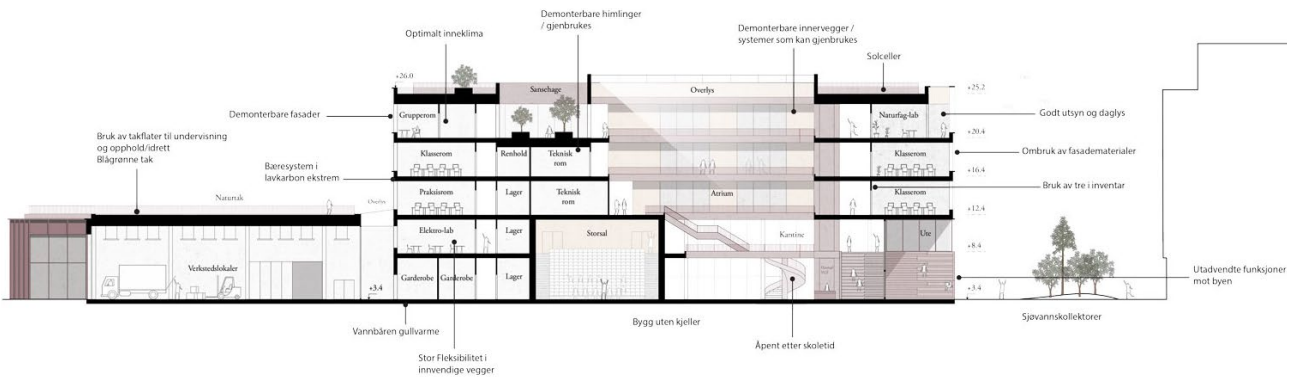 Demonterbare himlinger
/ gjenbrukes
Optimalt inneklima
Demonterbare innervegger /
systemer som kan gjenbrukes
Solceller
+26.0
Sansehage
Overlys
+25.2
Demonterbare fasader
Grupperom
Naturfag-lab
Godt utsyn og daglys
Bruk av takflater til undervisning
og opphold/idrett
Blågrønne tak
+20.4
Klasserom
Renhold
Teknisk
rom
Klasserom
Ombruk av fasadematerialer
Bæresystem i
lavkarbon ekstrem
+16.4
Naturtak
Overlys
Praksisrom
Lager
Teknisk
rom
Atrium
Klasserom
Bruk av tre i inventar
+12.4
Elektro-lab
Lager
Storsal
Kantine
Ute
+8.4
Verkstedslokaler
Garderobe
Garderobe
Lager
Utadvendte funksjoner
mot byen
+3.4
+3.4
Vannbåren gullvarme
Bygg uten kjeller
Sjøvannskollektorer
Åpent etter skoletid
Stor Fleksibilitet i
innvendige vegger